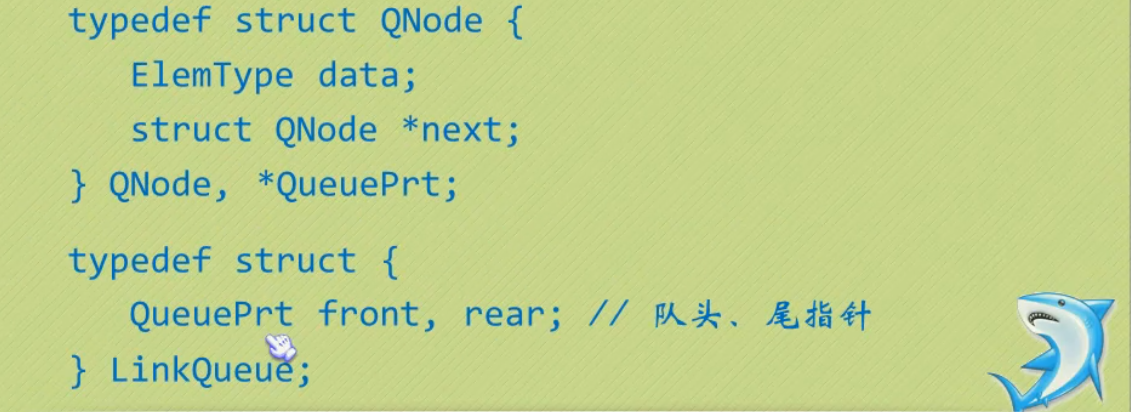 typedef struct QNode {
ElemType data;
struct QNode *next;
} QNode, *QueuePrt;
typedef struct {
QueuePrt front, rear; // 队头、尾指针
} LinkQueue;